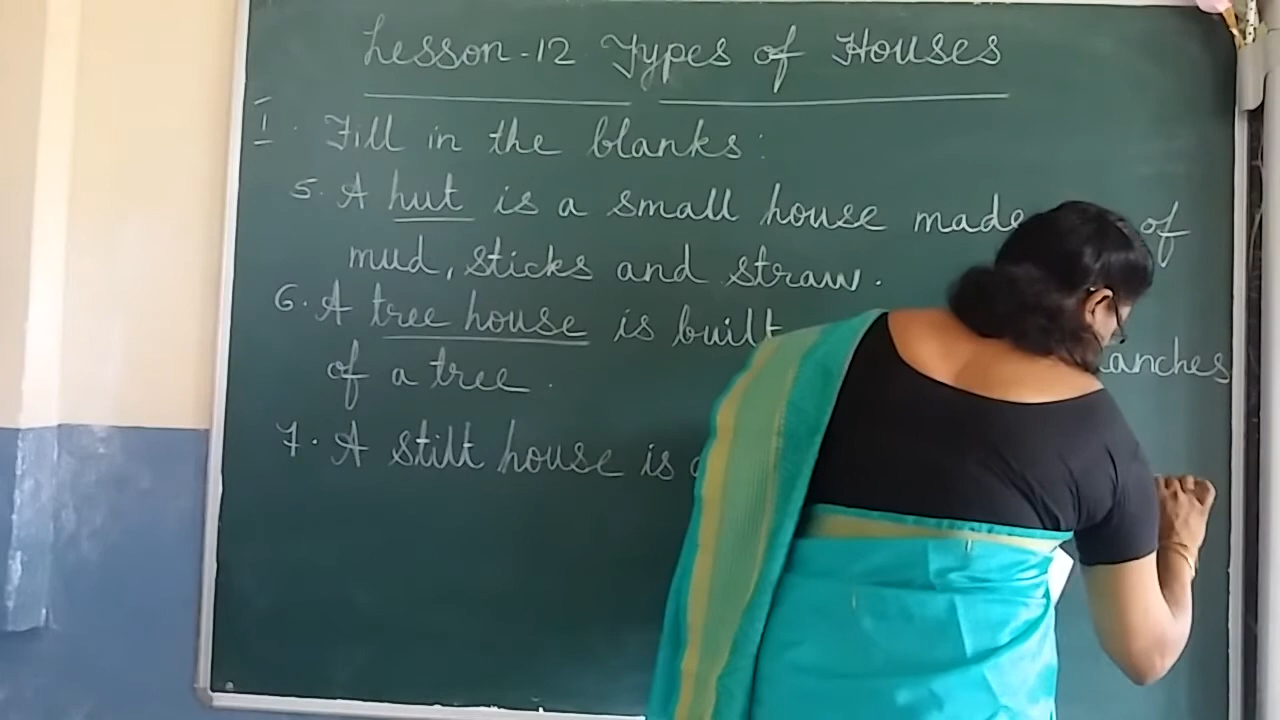 Lesson-12 Types of Houses
I. Fill in the blanks:
5. A hut is a small house made of
mud, sticks and straw.
6. A tree house is built
of a tree.
7. A stilt house is